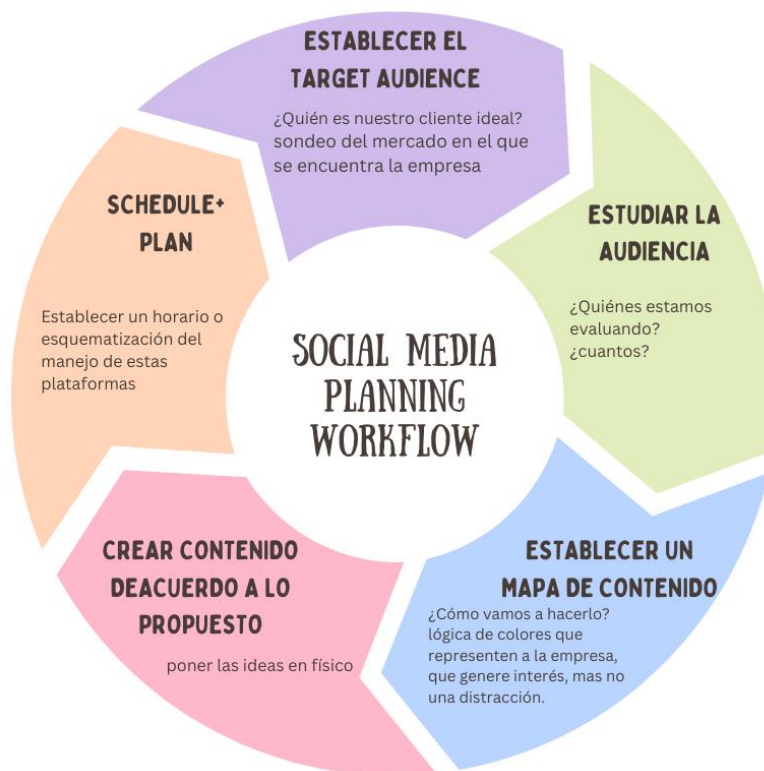 ESTABLECER EL
TARGET AUDIENCE
¿Quién es nuestro cliente ideal?
sondeo del mercado en el que
se encuentra la empresa
ESTUDIAR LA
AUDIENCIA
¿Quiénes estamos
evaluando?
¿cuantos?
ESTABLECER UN
MAPA DE CONTENIDO
¿Cómo vamos a hacerlo?
lógica de colores que
representen a la empresa,
que genere interés, mas no
una distracción.
CREAR CONTENIDO
DEACUERDO A LO
PROPUESTO
poner las ideas en físico
SCHEDULE+
PLAN
Establecer un horario o
esquematización del
manejo de estas
plataformas
SOCIAL MEDIA
PLANNING
WORKFLOW